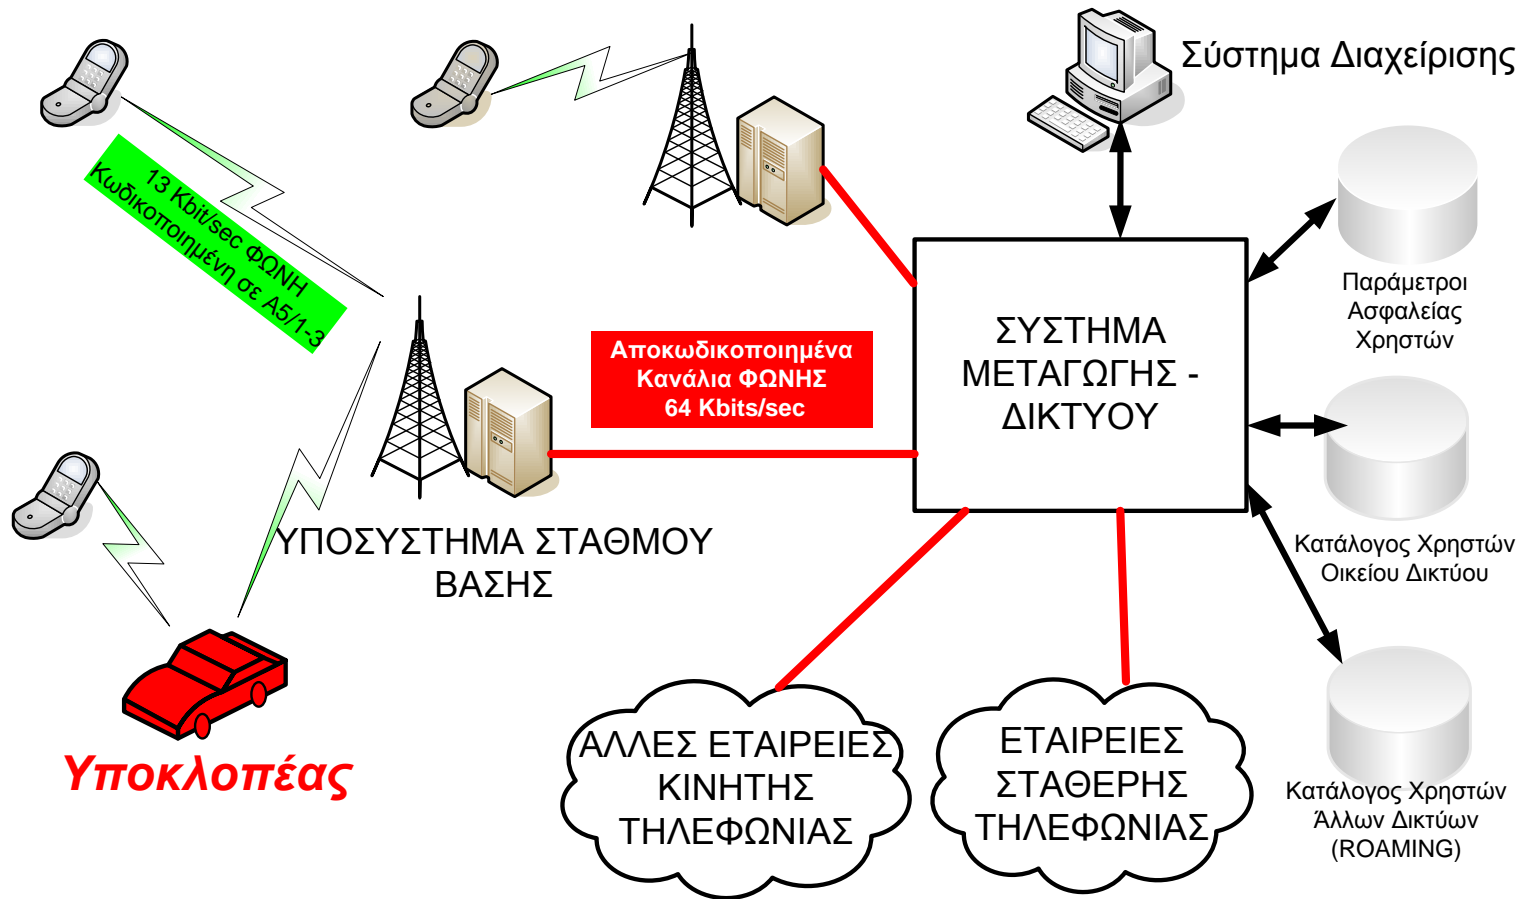 Σύστημα Διαχείρισης
13 Kbit/sec ΦΩΝΗ
Κωδικοποιημένη σε A5/1-3
Παράμετροι
Ασφαλείας
Χρηστών
Αποκωδικοποιημένα
Κανάλια ΦΩΝΗΣ
64 Kbits/sec
ΣΥΣΤΗΜΑ
ΜΕΤΑΓΩΓΗΣ -
ΔΙΚΤΥΟΥ
ΥΠΟΣΥΣΤΗΜΑ ΣΤΑΘΜΟΥ
ΒΑΣΗΣ
Κατάλογος Χρηστών
Οικείου Δικτύου
Υποκλοπέας
ΑΛΛΕΣ ΕΤΑΙΡΕΙΕΣ
ΚΙΝΗΤΗΣ
ΤΗΛΕΦΩΝΙΑΣ
ΕΤΑΙΡΕΙΕΣ
ΣΤΑΘΕΡΗΣ
ΤΗΛΕΦΩΝΙΑΣ
Κατάλογος Χρηστών
Άλλων Δικτύων
(ROAMING)